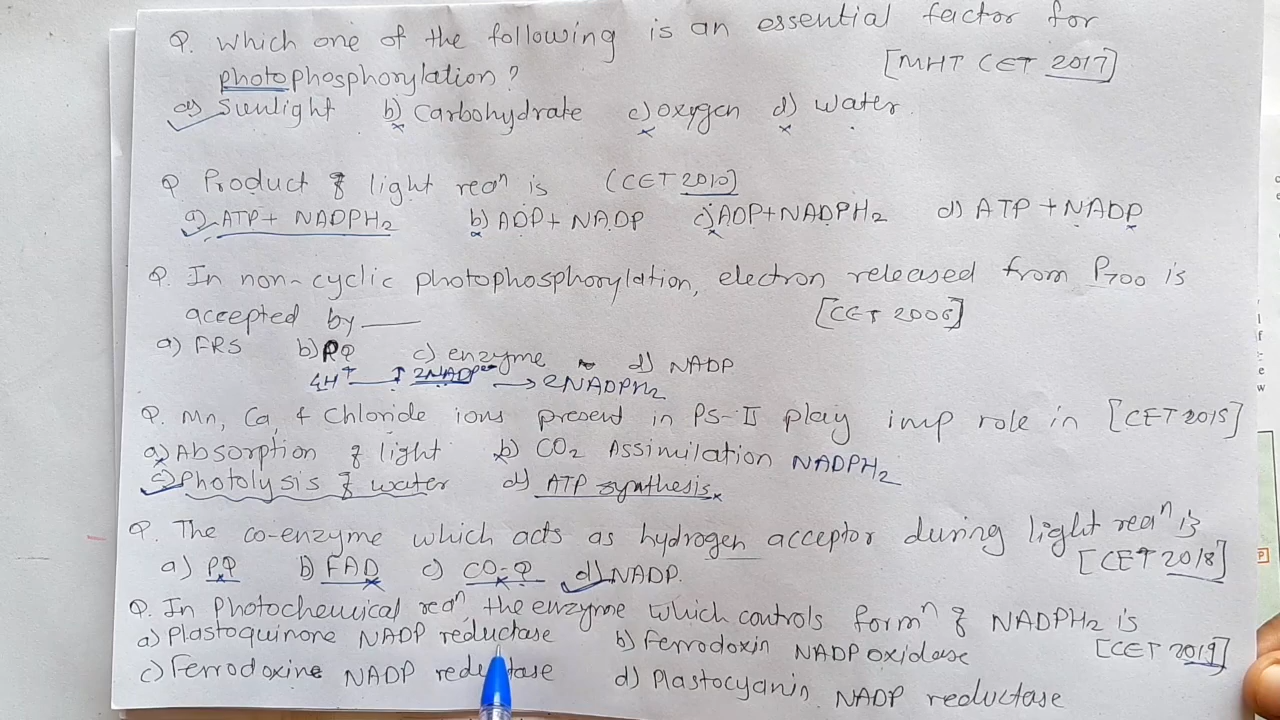 Q. Which one of the following is an essential factor for
photophosphorylation? [MHT CET 2017]
a) Sunlight b) Carbohydrate c) oxygen d) water
Q Product of light reaⁿ is (CET 2010]
a) ATP + NADPH₂ b) ADP + NADP c) ADP+NADPH₂ d) ATP + NADP
Q. In non-cyclic photophosphorylation, electron released from P₇₀₀ is
accepted by — [CET 2006]
a) FRS b) PQ c) enzyme d) NADP
4H⁺ → 2NADP → 2NADPH₂
Q. Mn, Ca, & Chloride ions present in PS-II play imp role in [CET 2015]
a) Absorption of light b) CO₂ Assimilation NADPH₂
c) Photolysis of water d) ATP synthesis
Q. The co-enzyme which acts as hydrogen acceptor during light reaⁿ is
a) PQ b) FAD c) CO-Q d) NADP. [CET 2018]
Q. In Photochemical reaⁿ, the enzyme which controls formⁿ of NADPH₂ is
a) Plastoquinone NADP reductase b) Ferrodoxin NADP oxidase [CET 2019]
c) Ferrodoxine NADP reductase d) Plastocyanin NADP reductase